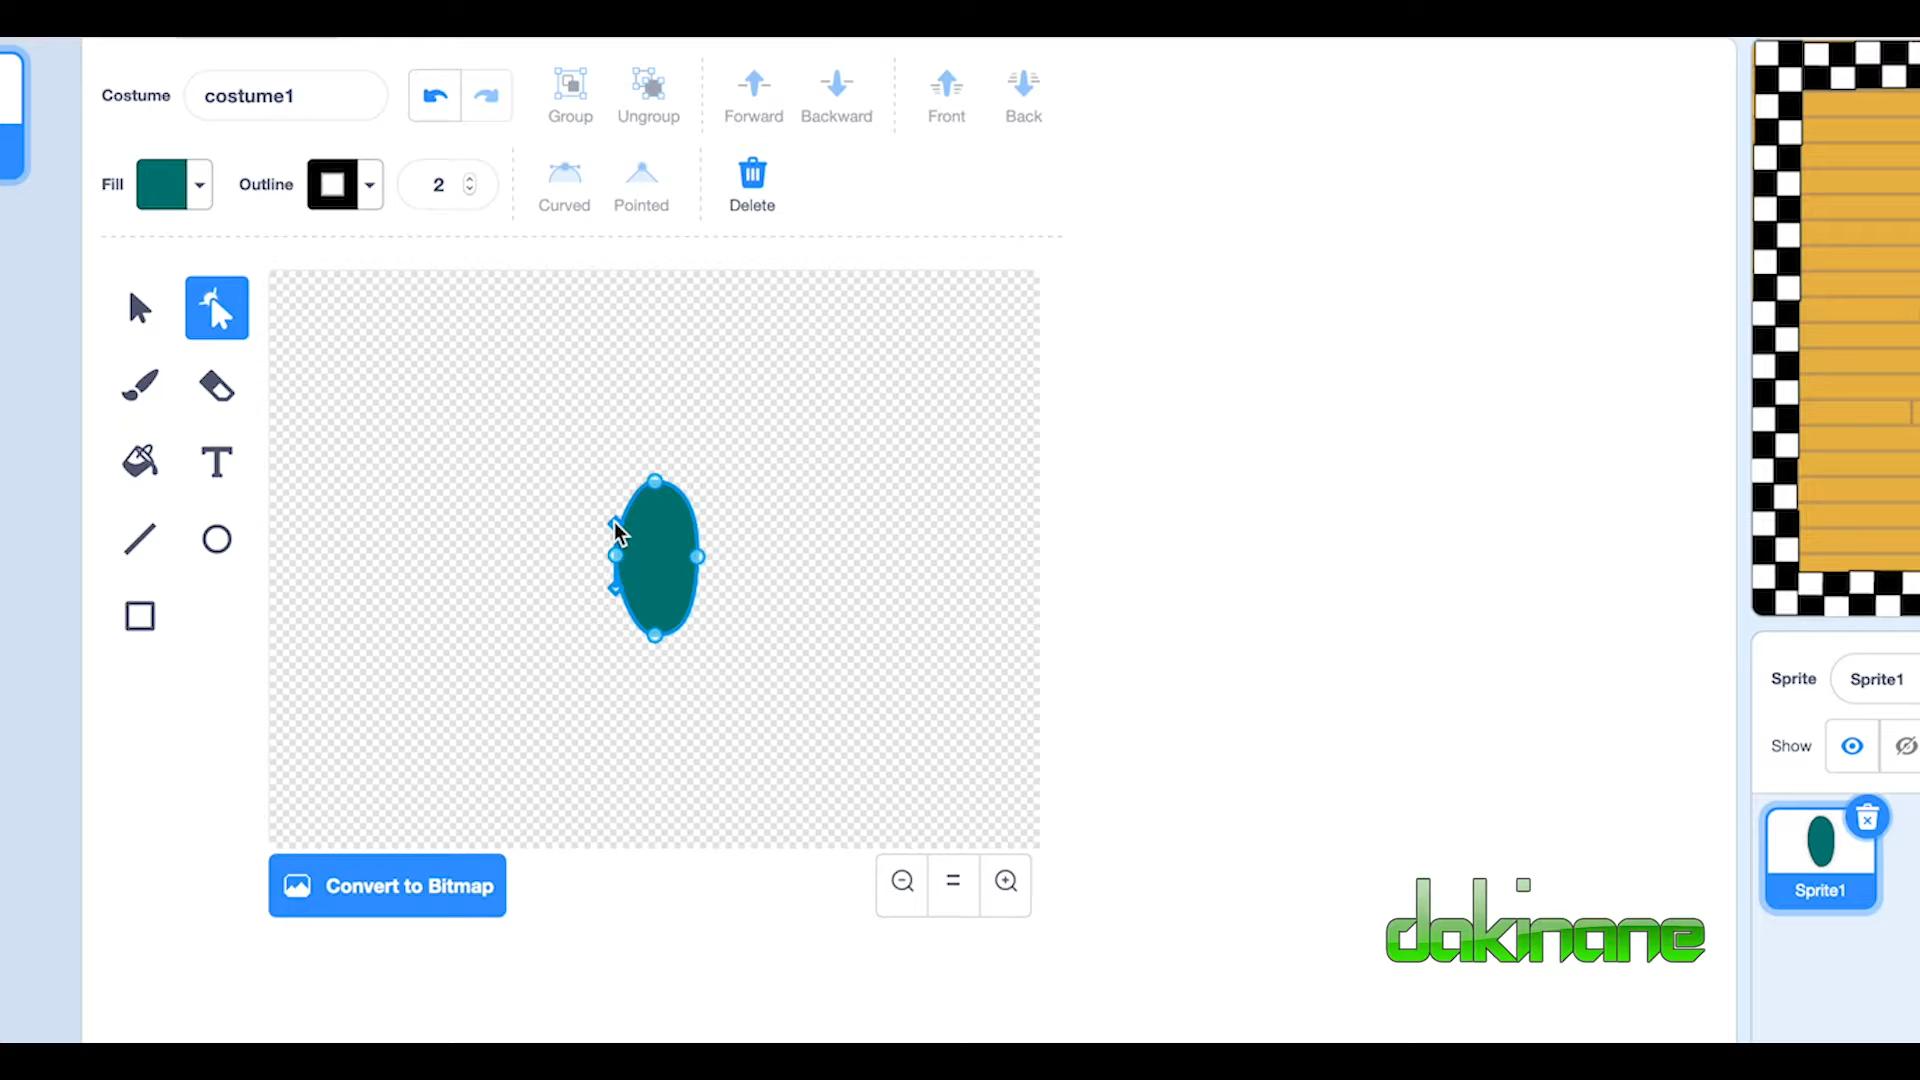 Costume costume1
Group Ungroup Forward Backward Front Back
Fill Outline 2
Curved Pointed Delete
T
Convert to Bitmap
=
Sprite Sprite1
Show
Sprite1
dakinane